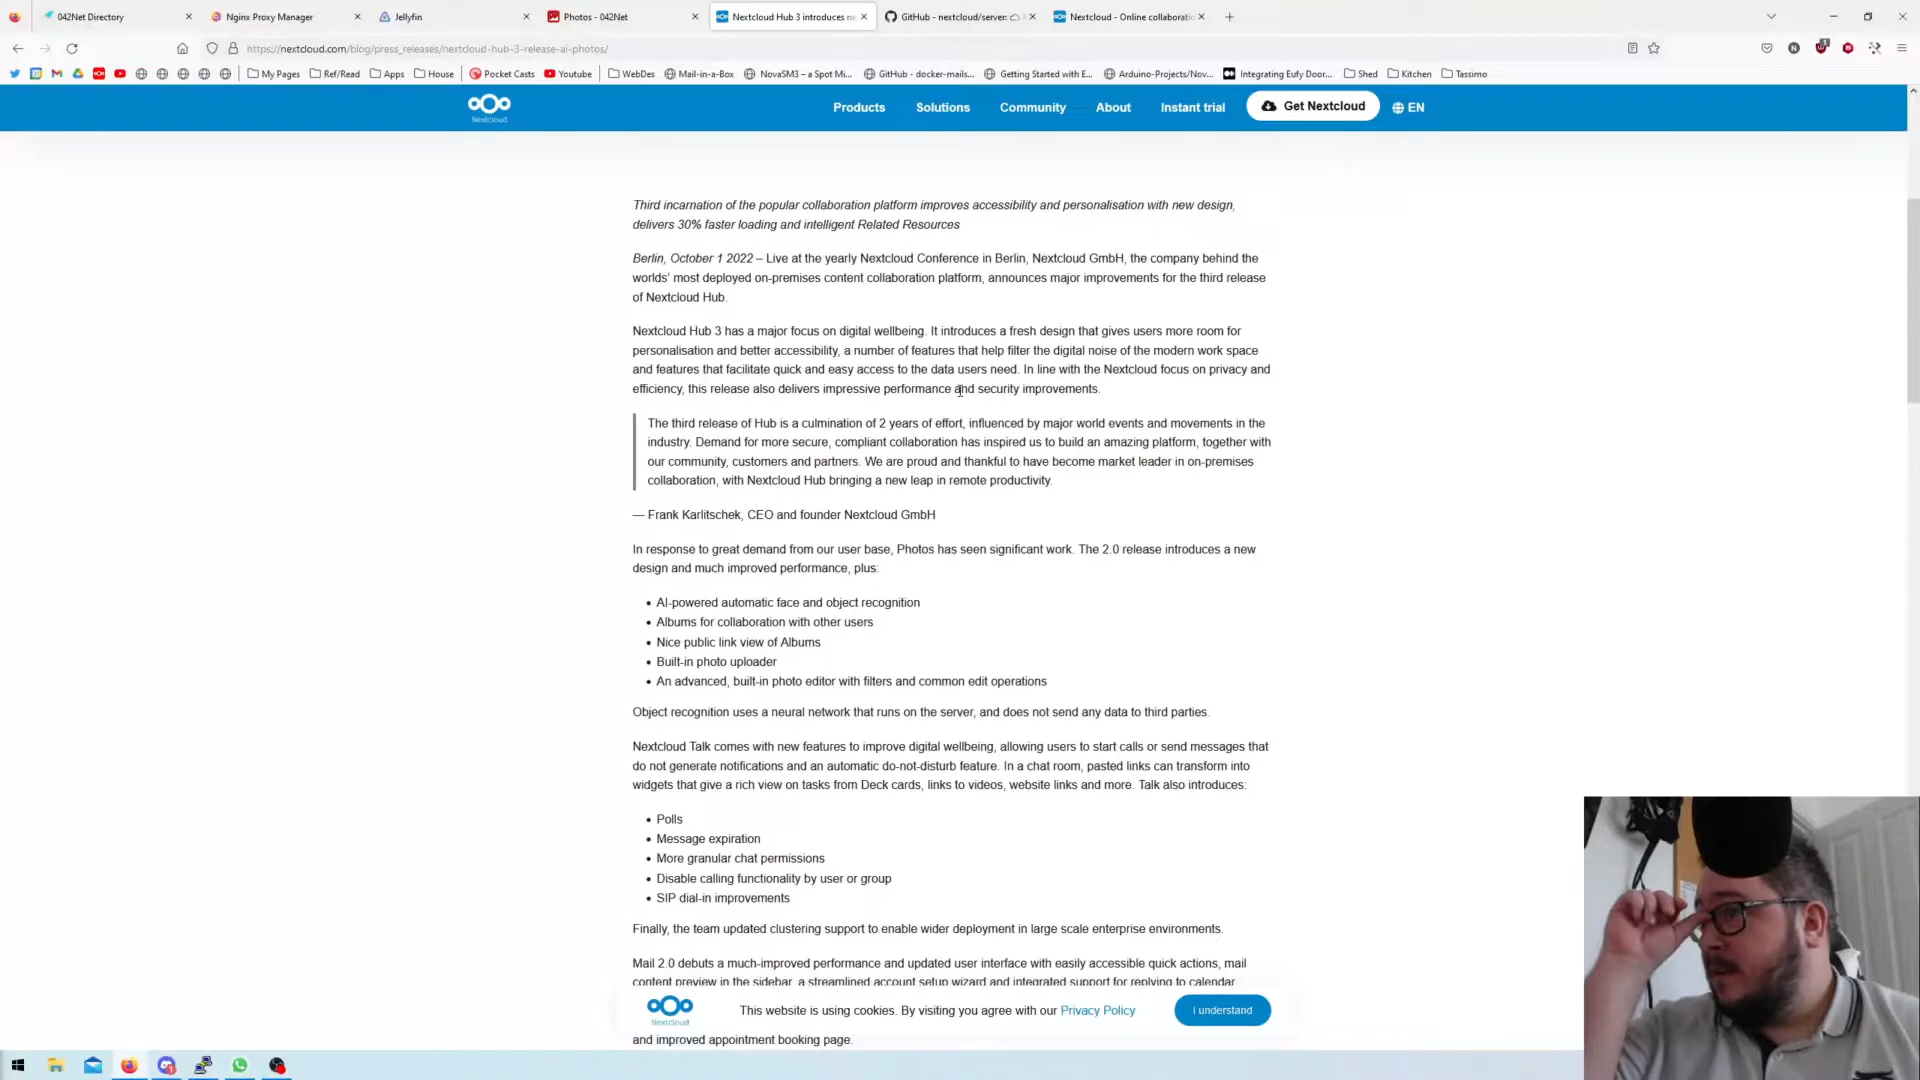 042Net Directory
Nginx Proxy Manager
Jellyfin
Photos - 042Net
Nextcloud Hub 3 introduces ne
GitHub - nextcloud/server:
Nextcloud - Online collaboratio
https://nextcloud.com/blog/press_releases/nextcloud-hub-3-release-ai-photos/
My Pages
Ref/Read
Apps
House
Pocket Casts
Youtube
WebDes
Mail-in-a-Box
NovaSM3 – a Spot Mi...
GitHub - docker-mails...
Getting Started with E...
Arduino-Projects/Nov...
Integrating Eufy Door...
Shed
Kitchen
Tassimo
Nextcloud
Products
Solutions
Community
About
Instant trial
Get Nextcloud
EN
Third incarnation of the popular collaboration platform improves accessibility and personalisation with new design,
delivers 30% faster loading and intelligent Related Resources
Berlin, October 1 2022 – Live at the yearly Nextcloud Conference in Berlin, Nextcloud GmbH, the company behind the
worlds' most deployed on-premises content collaboration platform, announces major improvements for the third release
of Nextcloud Hub.
Nextcloud Hub 3 has a major focus on digital wellbeing. It introduces a fresh design that gives users more room for
personalisation and better accessibility, a number of features that help filter the digital noise of the modern work space
and features that facilitate quick and easy access to the data users need. In line with the Nextcloud focus on privacy and
efficiency, this release also delivers impressive performance and security improvements.
The third release of Hub is a culmination of 2 years of effort, influenced by major world events and movements in the
industry. Demand for more secure, compliant collaboration has inspired us to build an amazing platform, together with
our community, customers and partners. We are proud and thankful to have become market leader in on-premises
collaboration, with Nextcloud Hub bringing a new leap in remote productivity.
— Frank Karlitschek, CEO and founder Nextcloud GmbH
In response to great demand from our user base, Photos has seen significant work. The 2.0 release introduces a new
design and much improved performance, plus:
• AI-powered automatic face and object recognition
• Albums for collaboration with other users
• Nice public link view of Albums
• Built-in photo uploader
• An advanced, built-in photo editor with filters and common edit operations
Object recognition uses a neural network that runs on the server, and does not send any data to third parties.
Nextcloud Talk comes with new features to improve digital wellbeing, allowing users to start calls or send messages that
do not generate notifications and an automatic do-not-disturb feature. In a chat room, pasted links can transform into
widgets that give a rich view on tasks from Deck cards, links to videos, website links and more. Talk also introduces:
• Polls
• Message expiration
• More granular chat permissions
• Disable calling functionality by user or group
• SIP dial-in improvements
Finally, the team updated clustering support to enable wider deployment in large scale enterprise environments.
Mail 2.0 debuts a much-improved performance and updated user interface with easily accessible quick actions, mail
content preview in the sidebar, a streamlined account setup wizard and integrated support for replying to calendar
Nextcloud
This website is using cookies. By visiting you agree with our Privacy Policy
I understand
and improved appointment booking page.